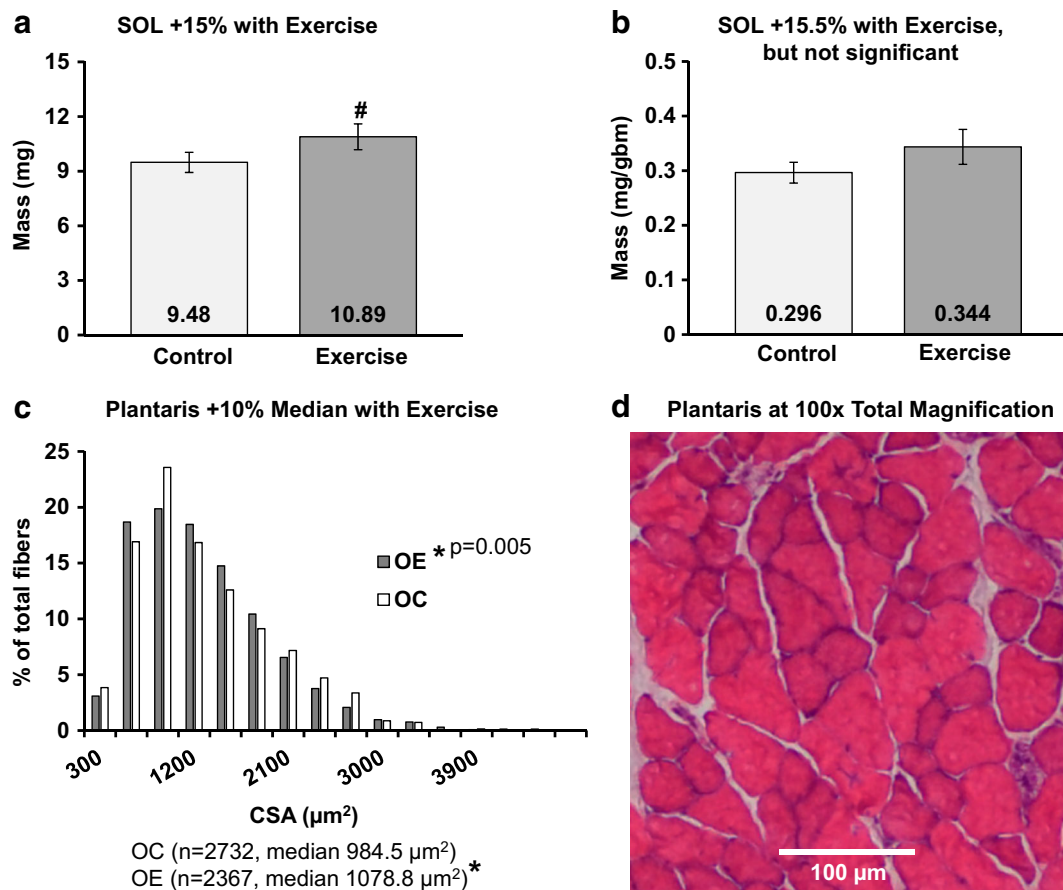 a
SOL +15% with Exercise
Mass (mg)
15
12
9
6
3
0
#
9.48
10.89
Control
Exercise
b
SOL +15.5% with Exercise,
but not significant
Mass (mg/gbm)
0.5
0.4
0.3
0.2
0.1
0
0.296
0.344
Control
Exercise
c
Plantaris +10% Median with Exercise
% of total fibers
25
20
15
10
5
0
OE * p=0.005
OC
300
1200
2100
3000
3900
CSA (µm²)
OC (n=2732, median 984.5 µm²)
OE (n=2367, median 1078.8 µm²)*
d
Plantaris at 100x Total Magnification
100 µm